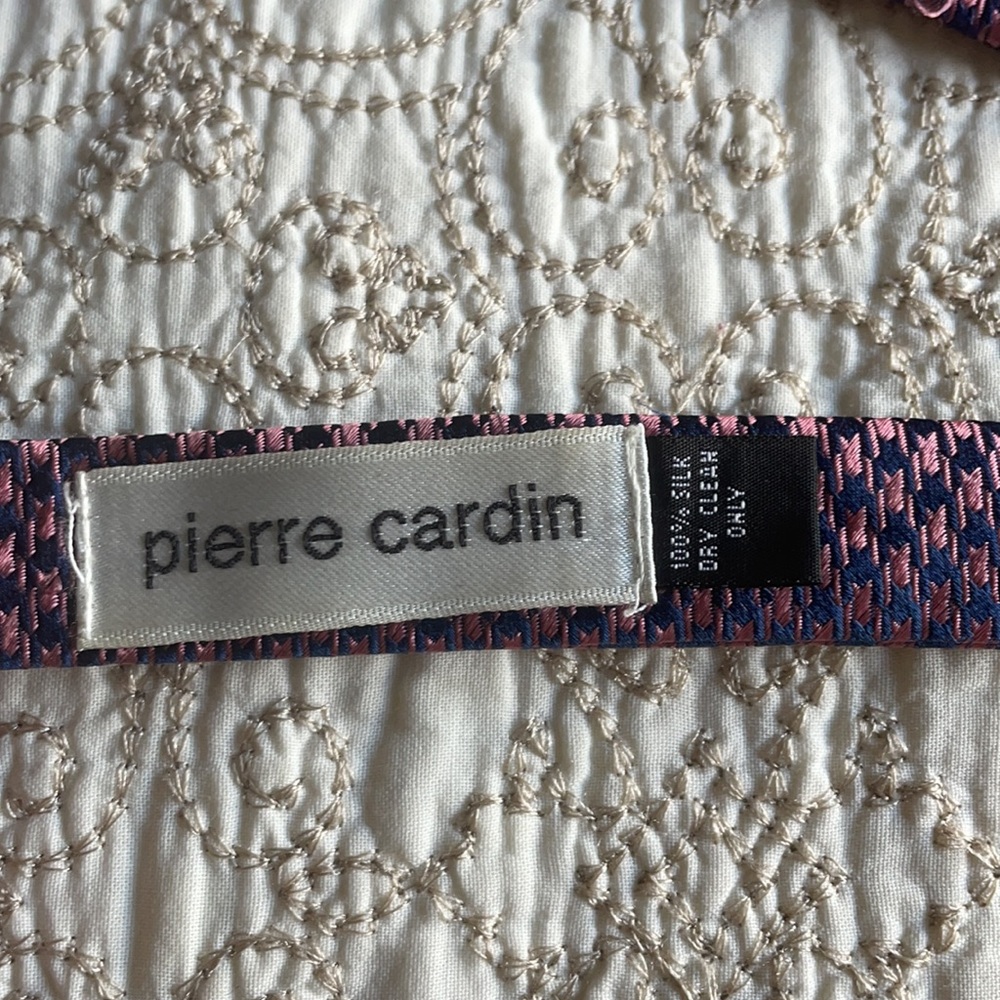 pierre cardin
100% SILK
DRY CLEAN
ONLY